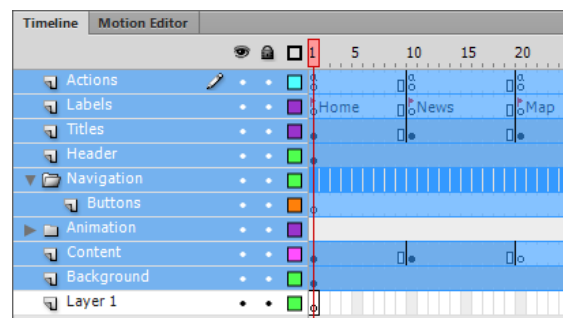 Timeline Motion Editor
1 5 10 15 20
Actions a a a
Labels Home News Map
Titles
Header
Navigation
Buttons
Animation
Content
Background
Layer 1